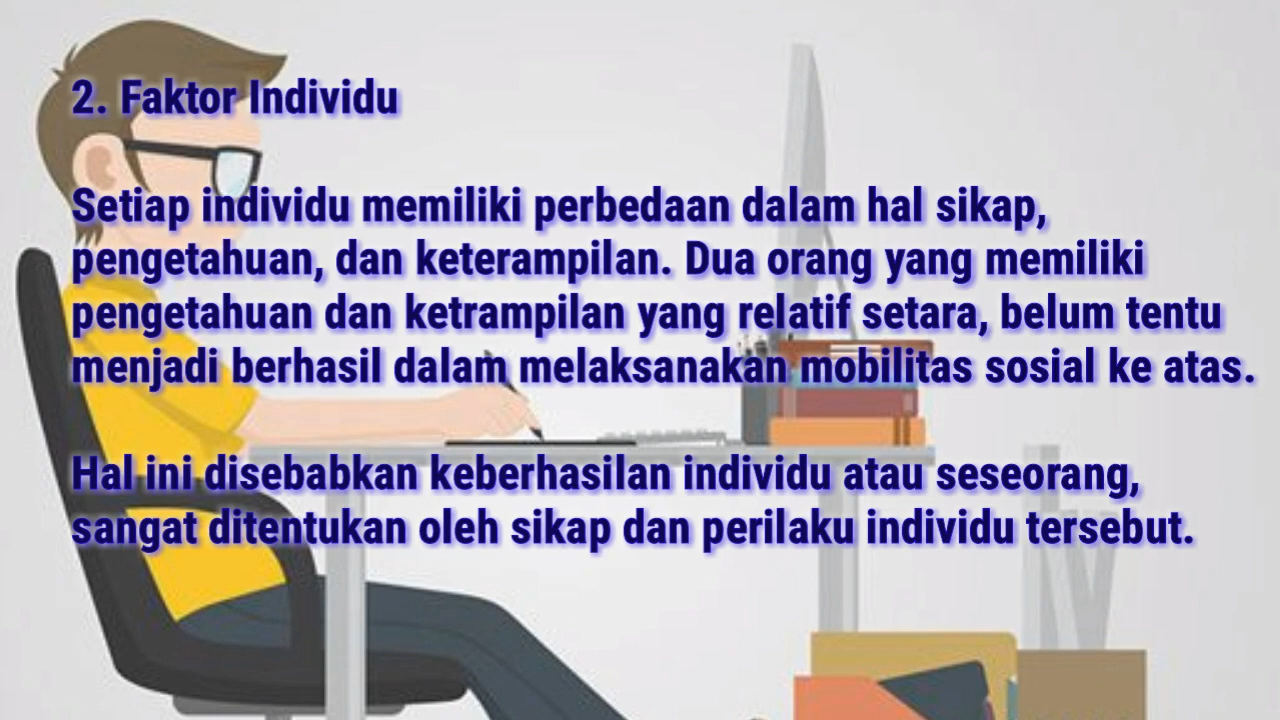 2. Faktor Individu
Setiap individu memiliki perbedaan dalam hal sikap,
pengetahuan, dan keterampilan. Dua orang yang memiliki
pengetahuan dan ketrampilan yang relatif setara, belum tentu
menjadi berhasil dalam melaksanakan mobilitas sosial ke atas.
Hal ini disebabkan keberhasilan individu atau seseorang,
sangat ditentukan oleh sikap dan perilaku individu tersebut.